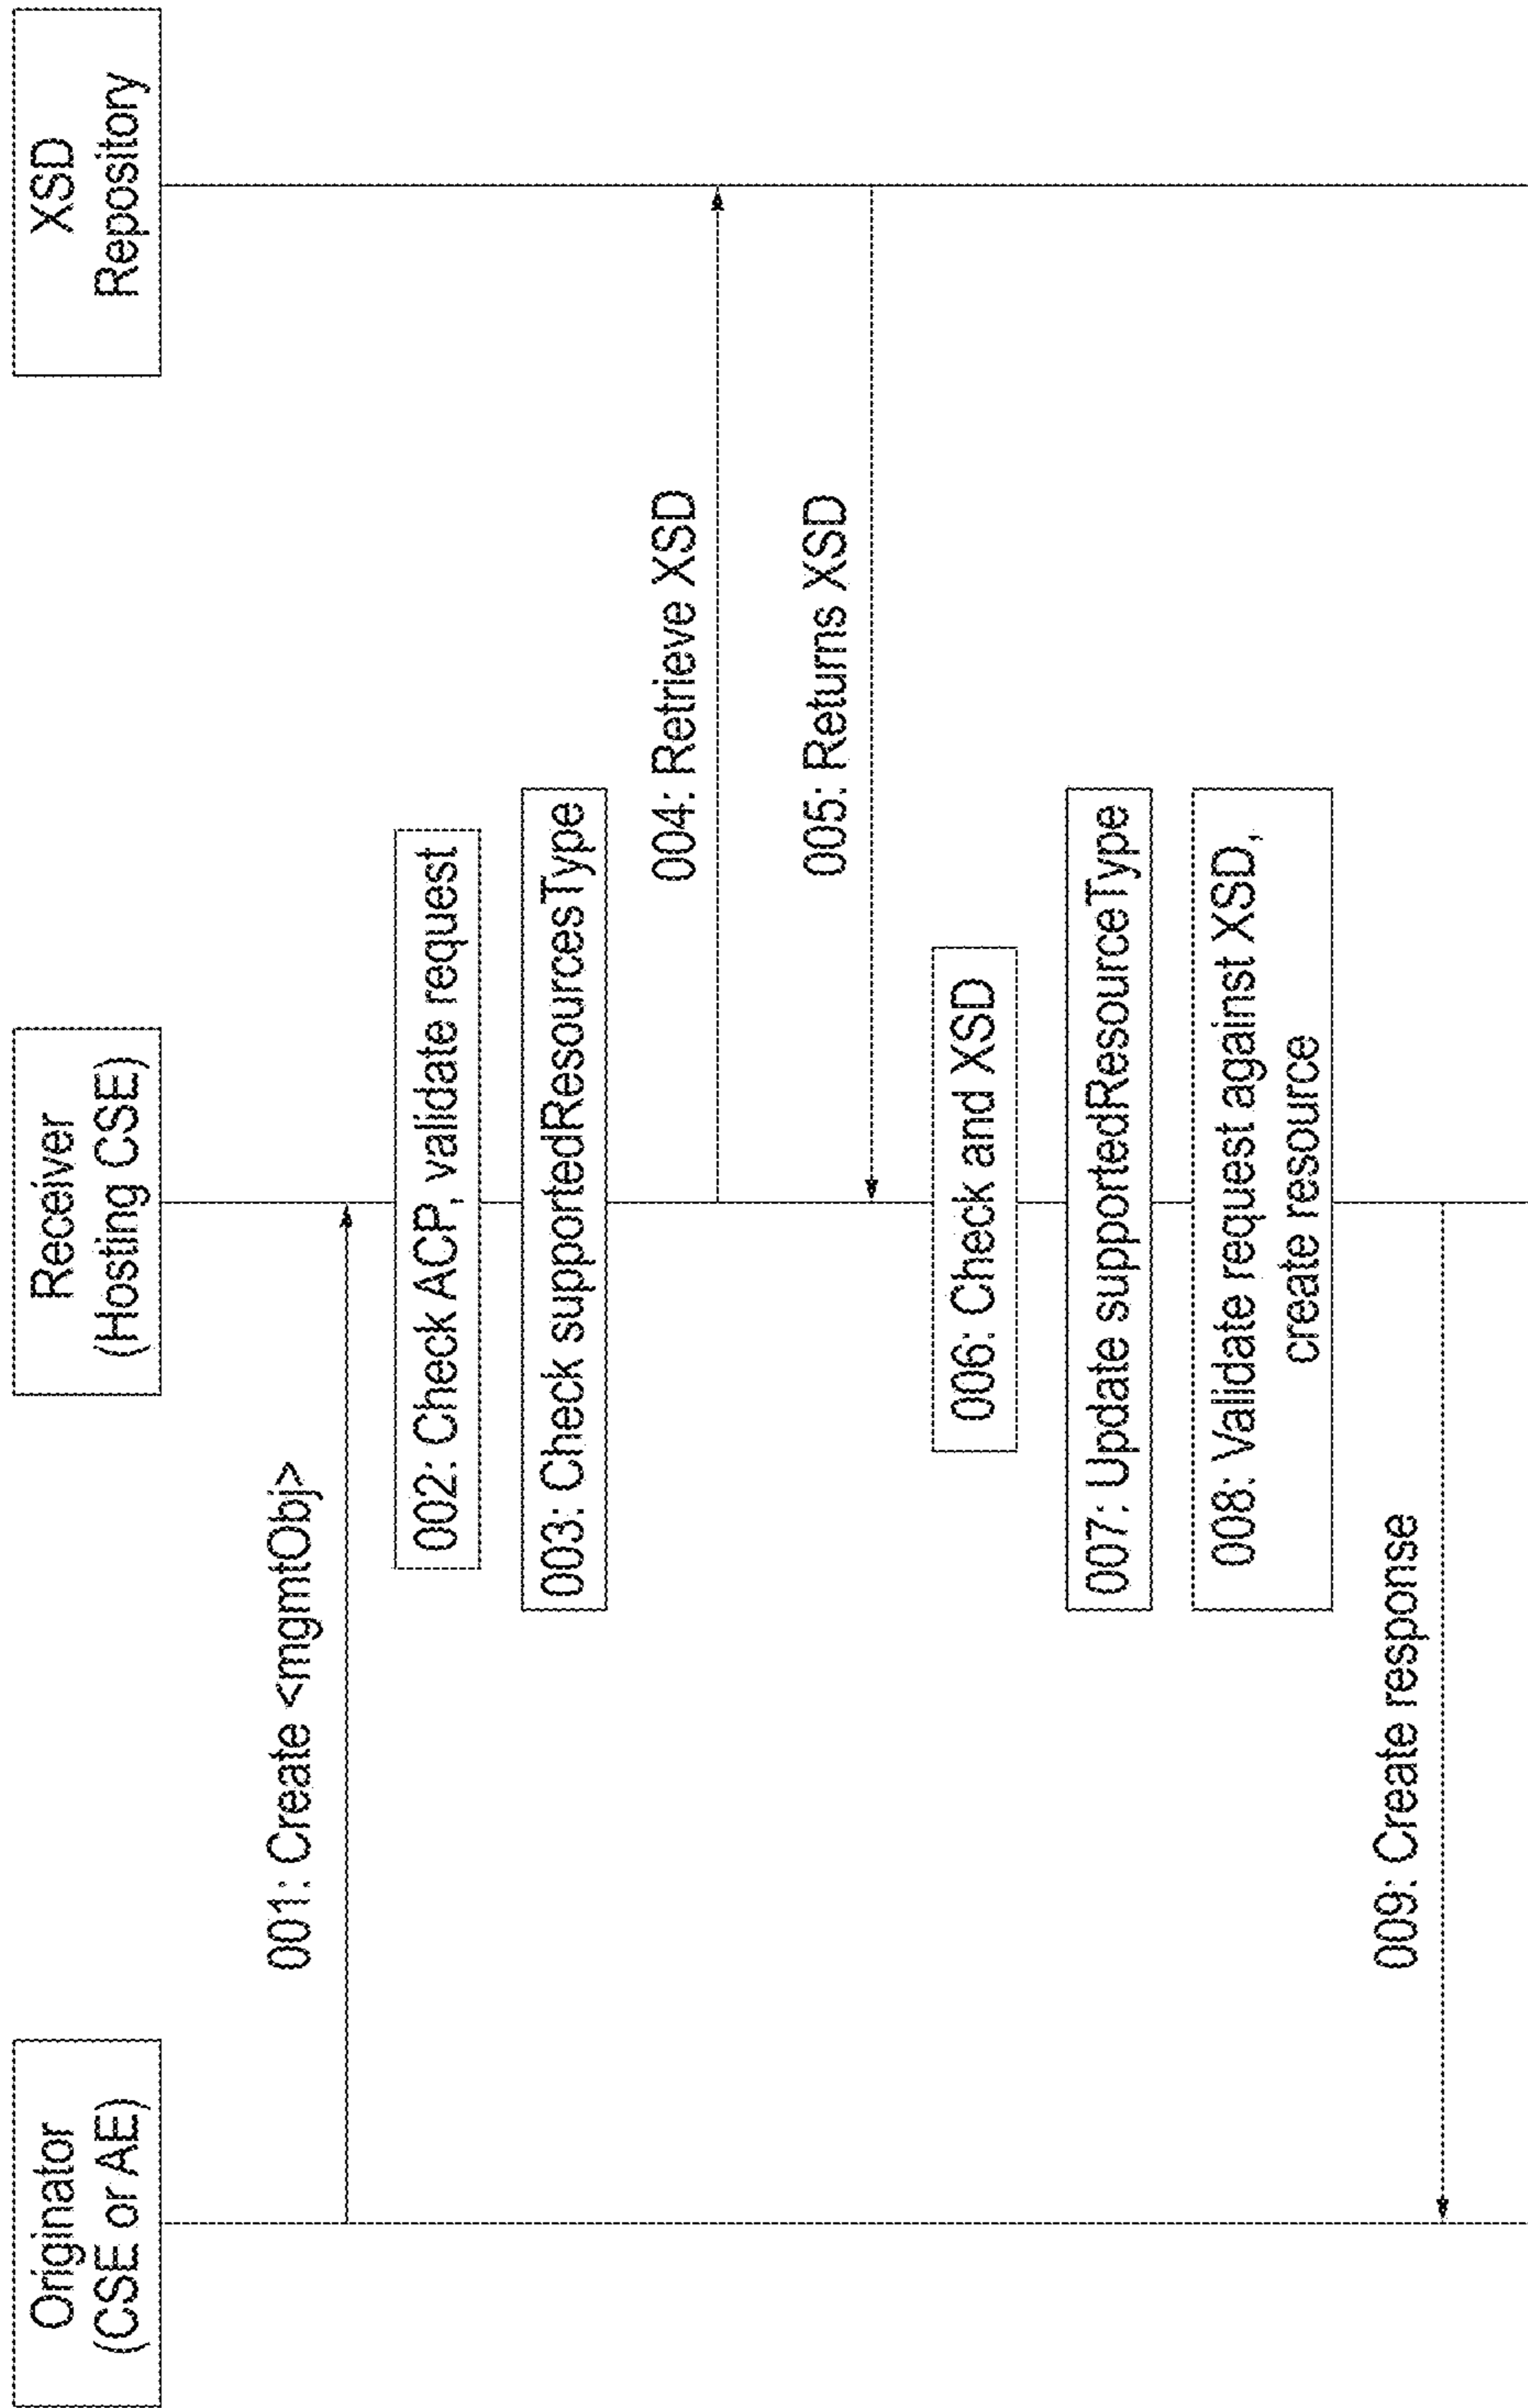 Originator
(CSE or AE)
Receiver
(Hosting CSE)
XSD
Repository
001: Create <mgmtObj>
002: Check ACP, validate request
003: Check supportedResourcesType
004: Retrieve XSD
005: Returns XSD
006: Check and XSD
007: Update supportedResourceType
008: Validate request against XSD,
create resource
009: Create response